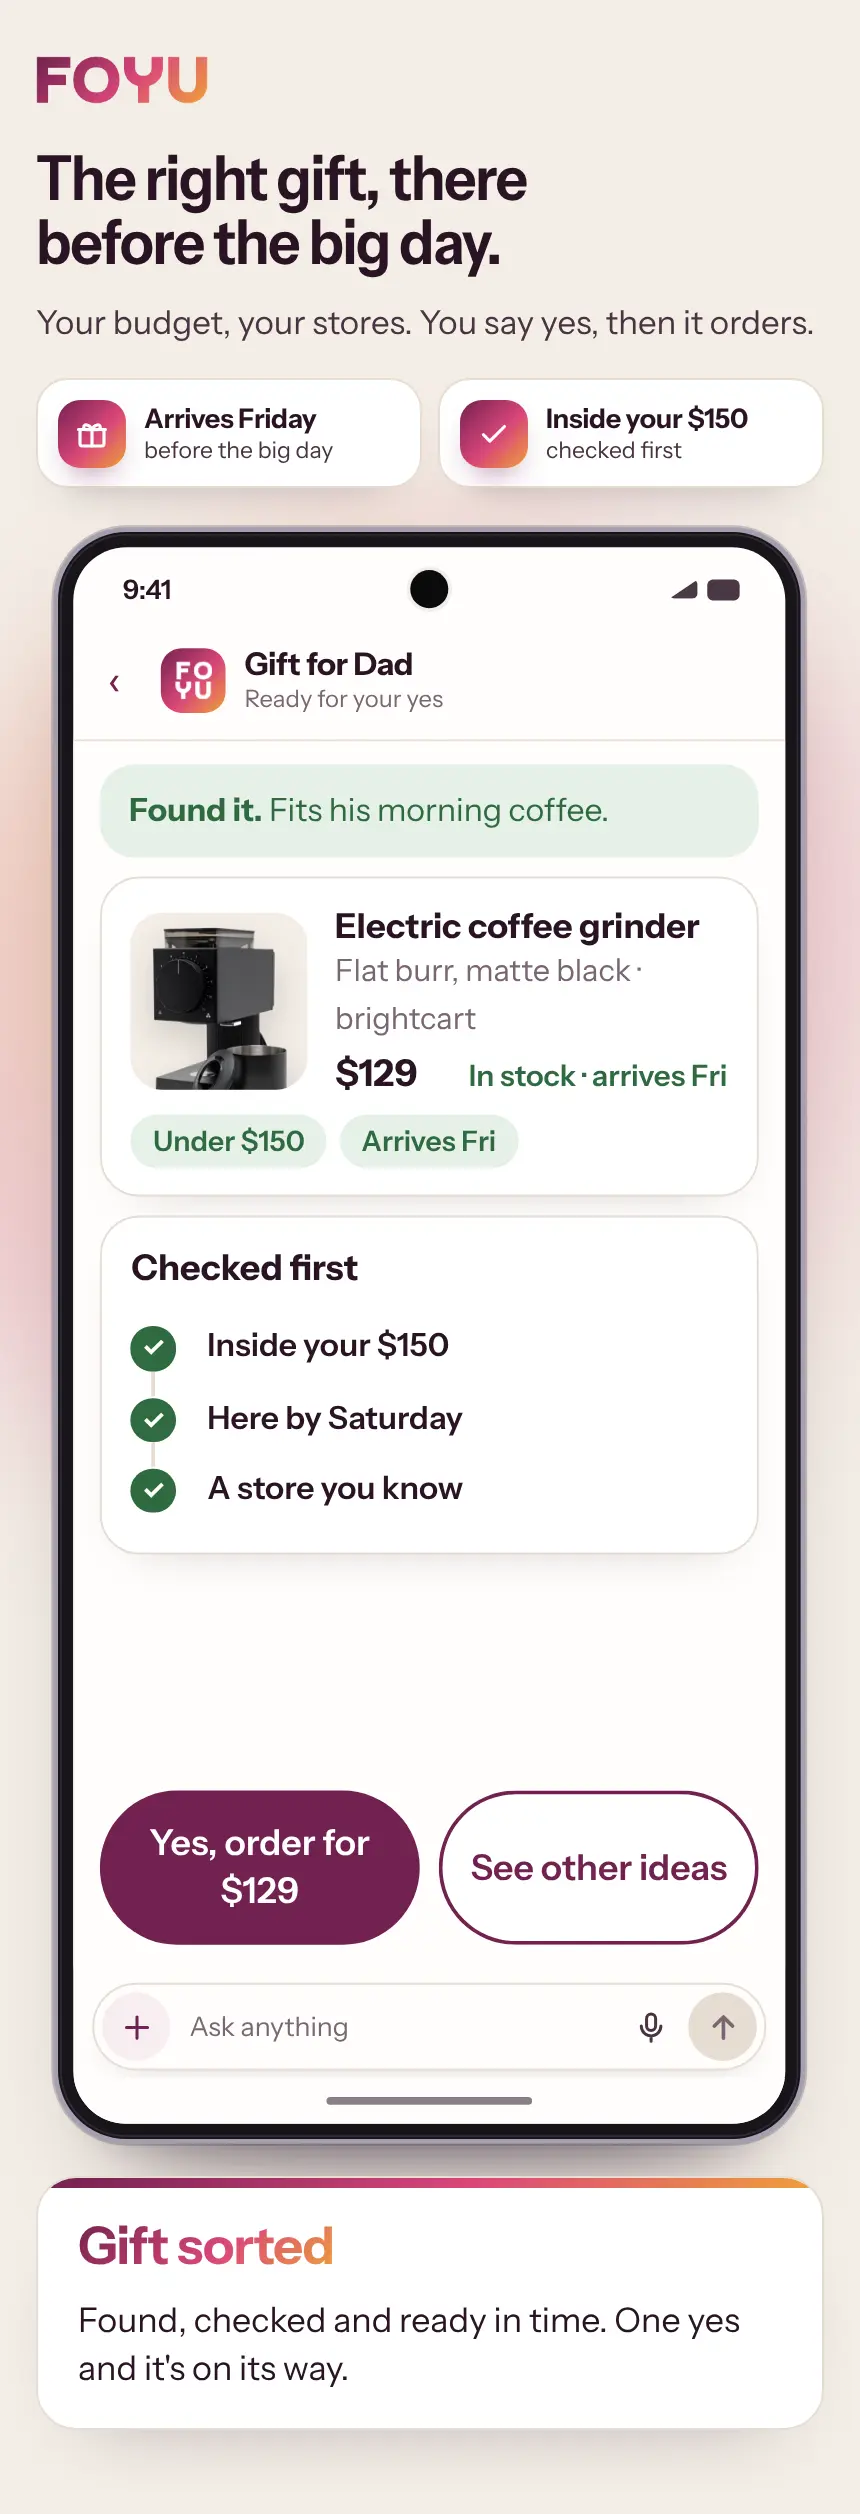 FOYU
The right gift, there
before the big day.
Your budget, your stores. You say yes, then it orders.
Arrives Friday
before the big day
Inside your $150
checked first
9:41
FO
YU
Gift for Dad
Ready for your yes
Found it. Fits his morning coffee.
Electric coffee grinder
Flat burr, matte black ·
brightcart
$129
In stock · arrives Fri
Under $150
Arrives Fri
Checked first
Inside your $150
Here by Saturday
A store you know
Yes, order for
$129
See other ideas
Ask anything
Gift sorted
Found, checked and ready in time. One yes
and it's on its way.